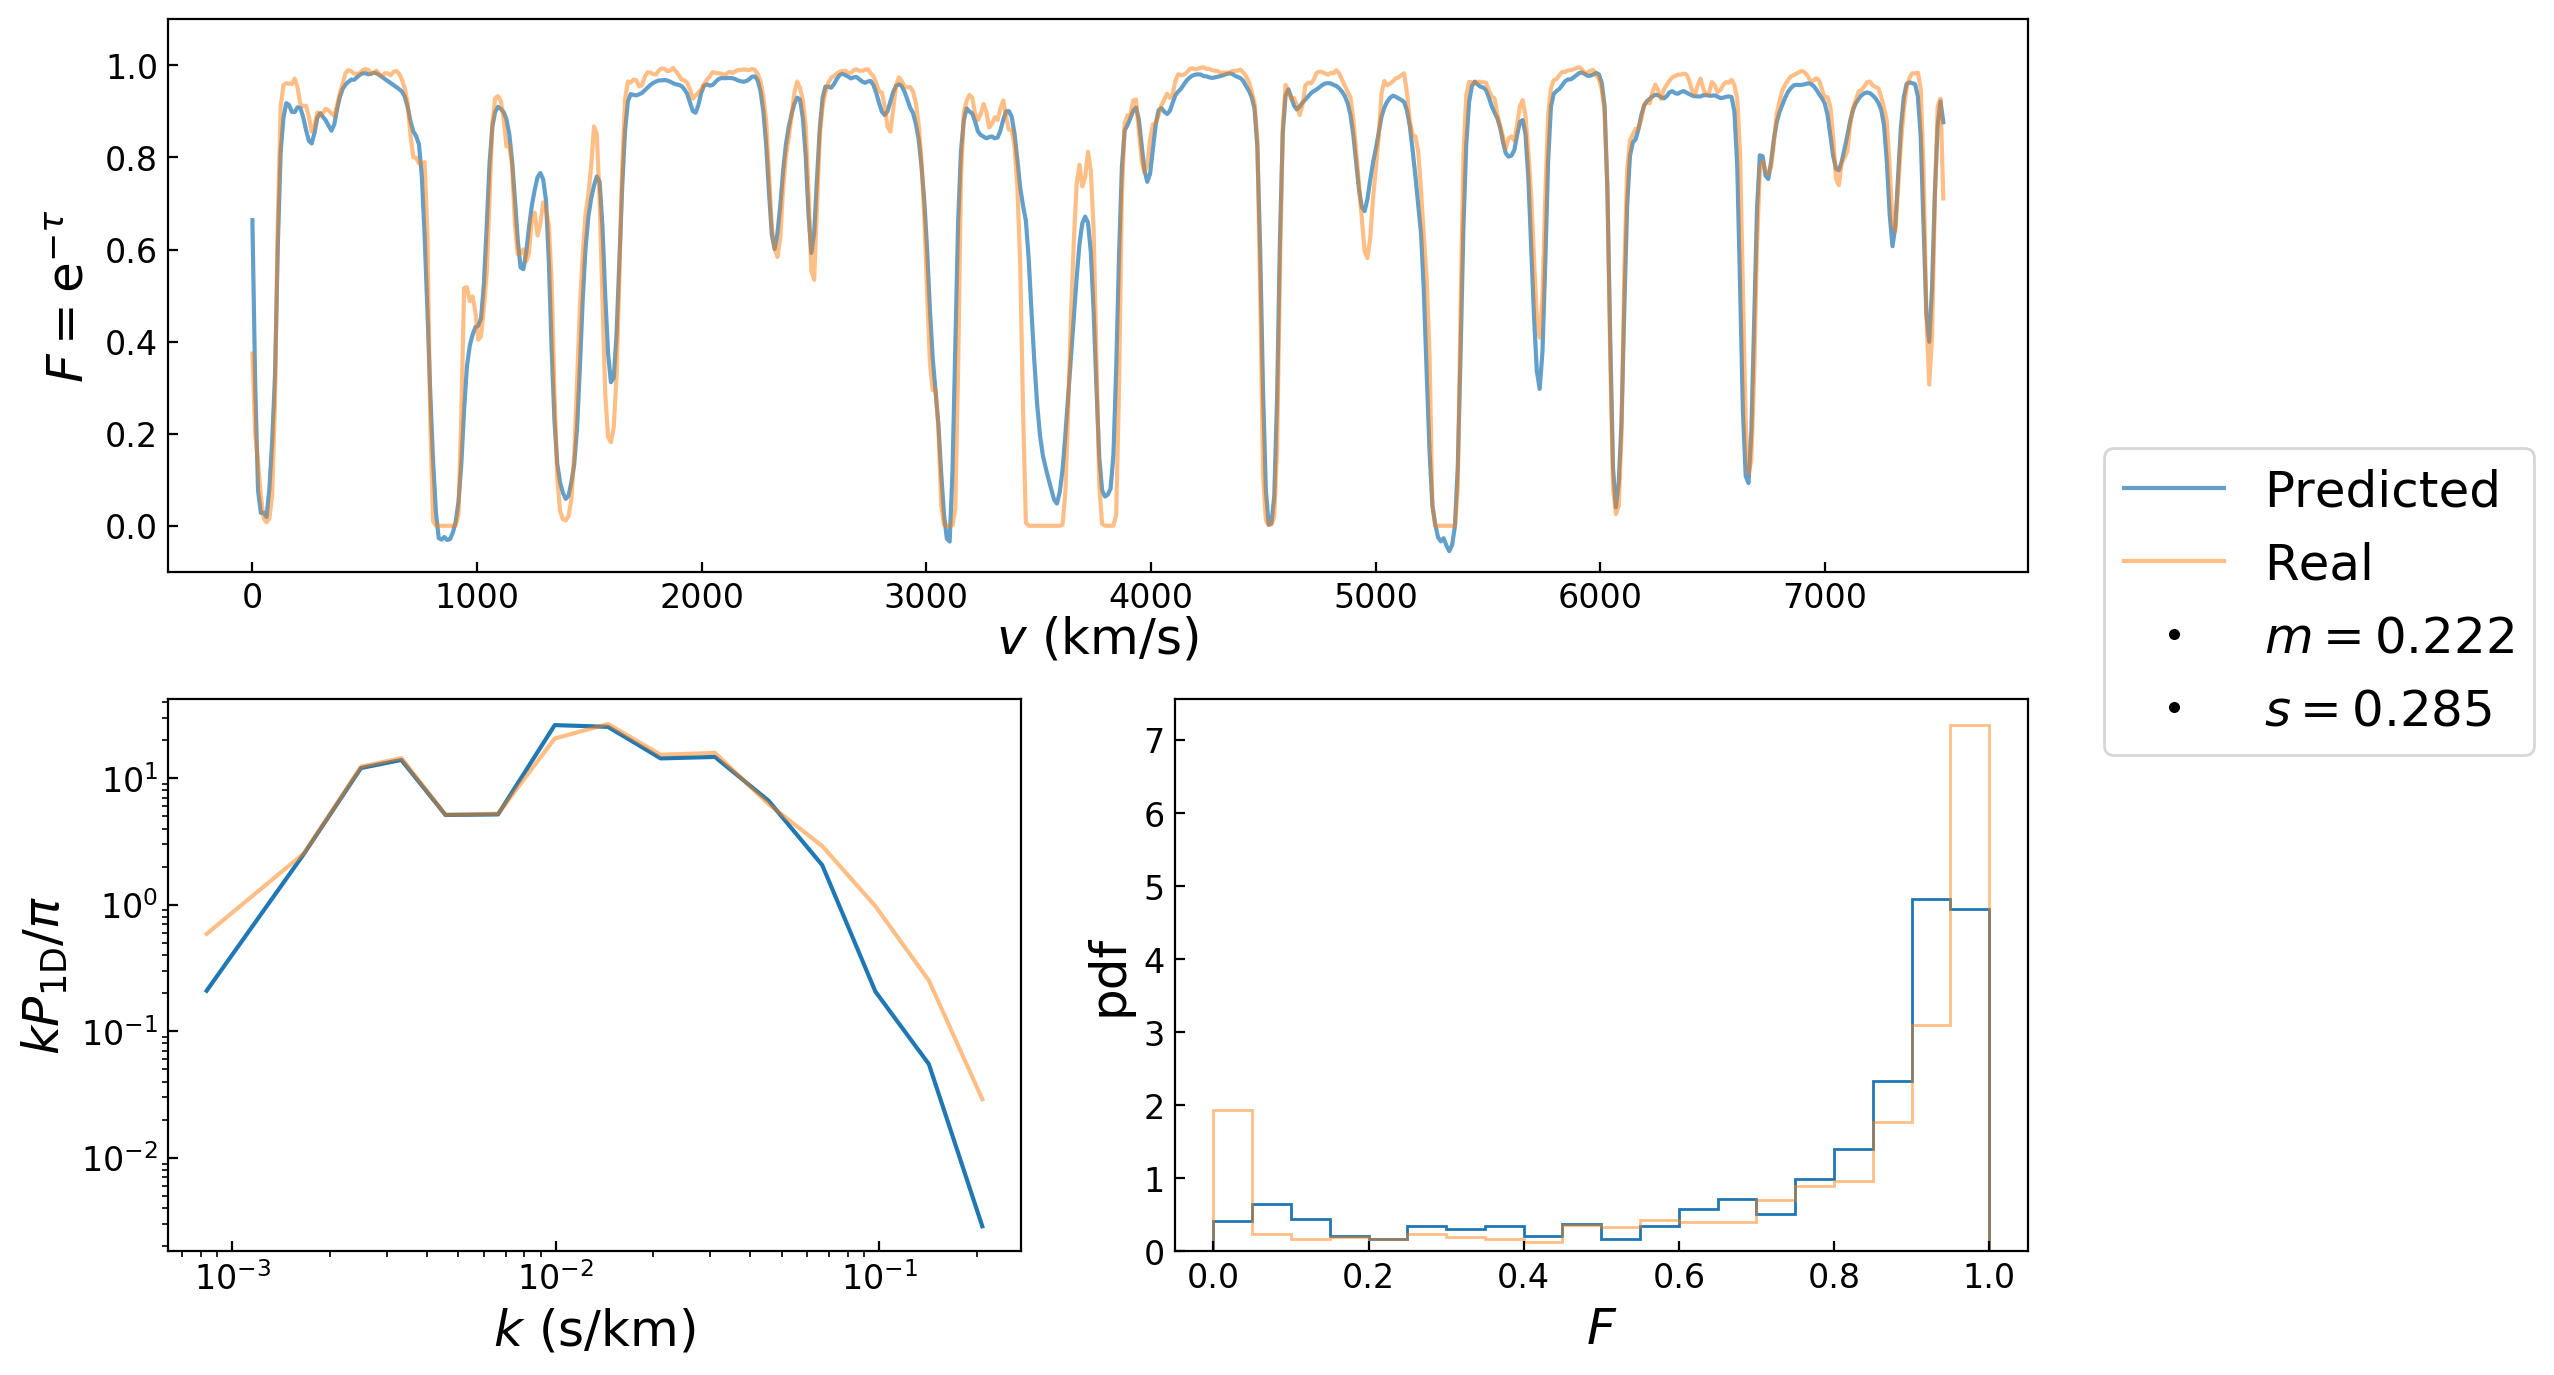 F = e^{−τ}
1.0
0.8
0.6
0.4
0.2
0.0
0 1000 2000 3000 4000 5000 6000 7000
v (km/s)
Predicted
Real
m = 0.222
s = 0.285
kP_{1D}/π
10^1
10^0
10^{−1}
10^{−2}
10^{−3} 10^{−2} 10^{−1}
k (s/km)
pdf
7
6
5
4
3
2
1
0
0.0 0.2 0.4 0.6 0.8 1.0
F